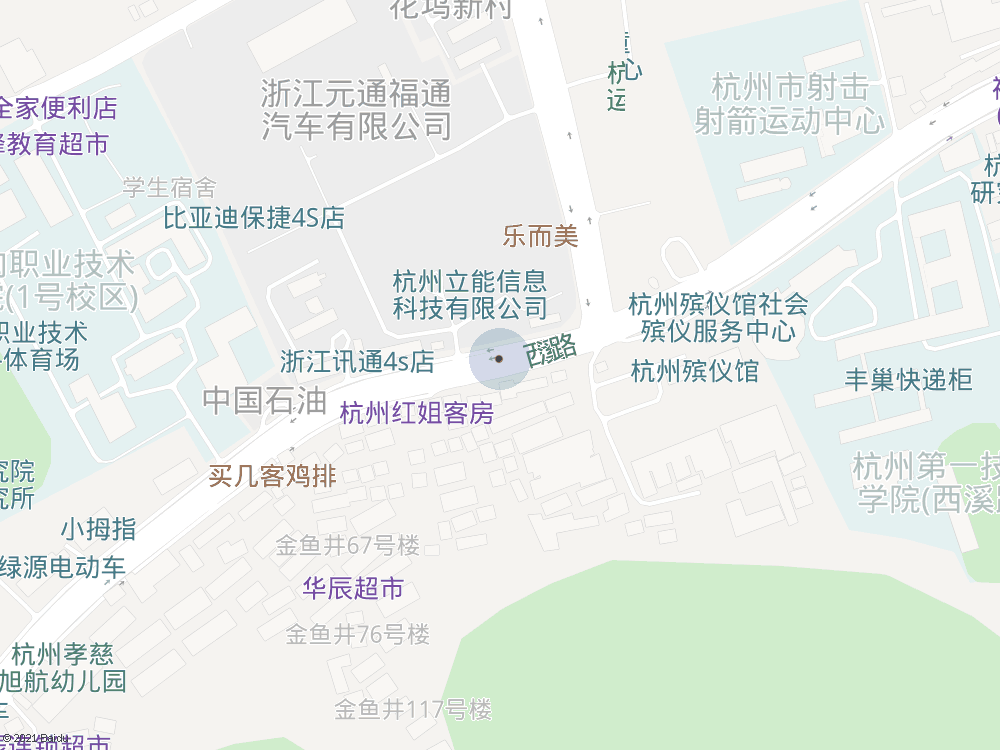 花坞新村
浙江元通福通
汽车有限公司
全家便利店
教育超市
学生宿舍
比亚迪保捷4S店
杭州市射击
射箭运动中心
乐而美
杭州立能信息
科技有限公司
职业技术
(1号校区)
职业技术
体育场
浙江讯通4s店
西溪路
杭州殡仪馆社会
殡仪服务中心
杭州殡仪馆
丰巢快递柜
中国石油
杭州红姐客房
买几客鸡排
杭州第一技
学院(西溪
究院
究所
小拇指
绿源电动车
金鱼井67号楼
华辰超市
金鱼井76号楼
杭州孝慈
旭航幼儿园
车
金鱼井117号楼
连锁超市
© 2021 Baidu